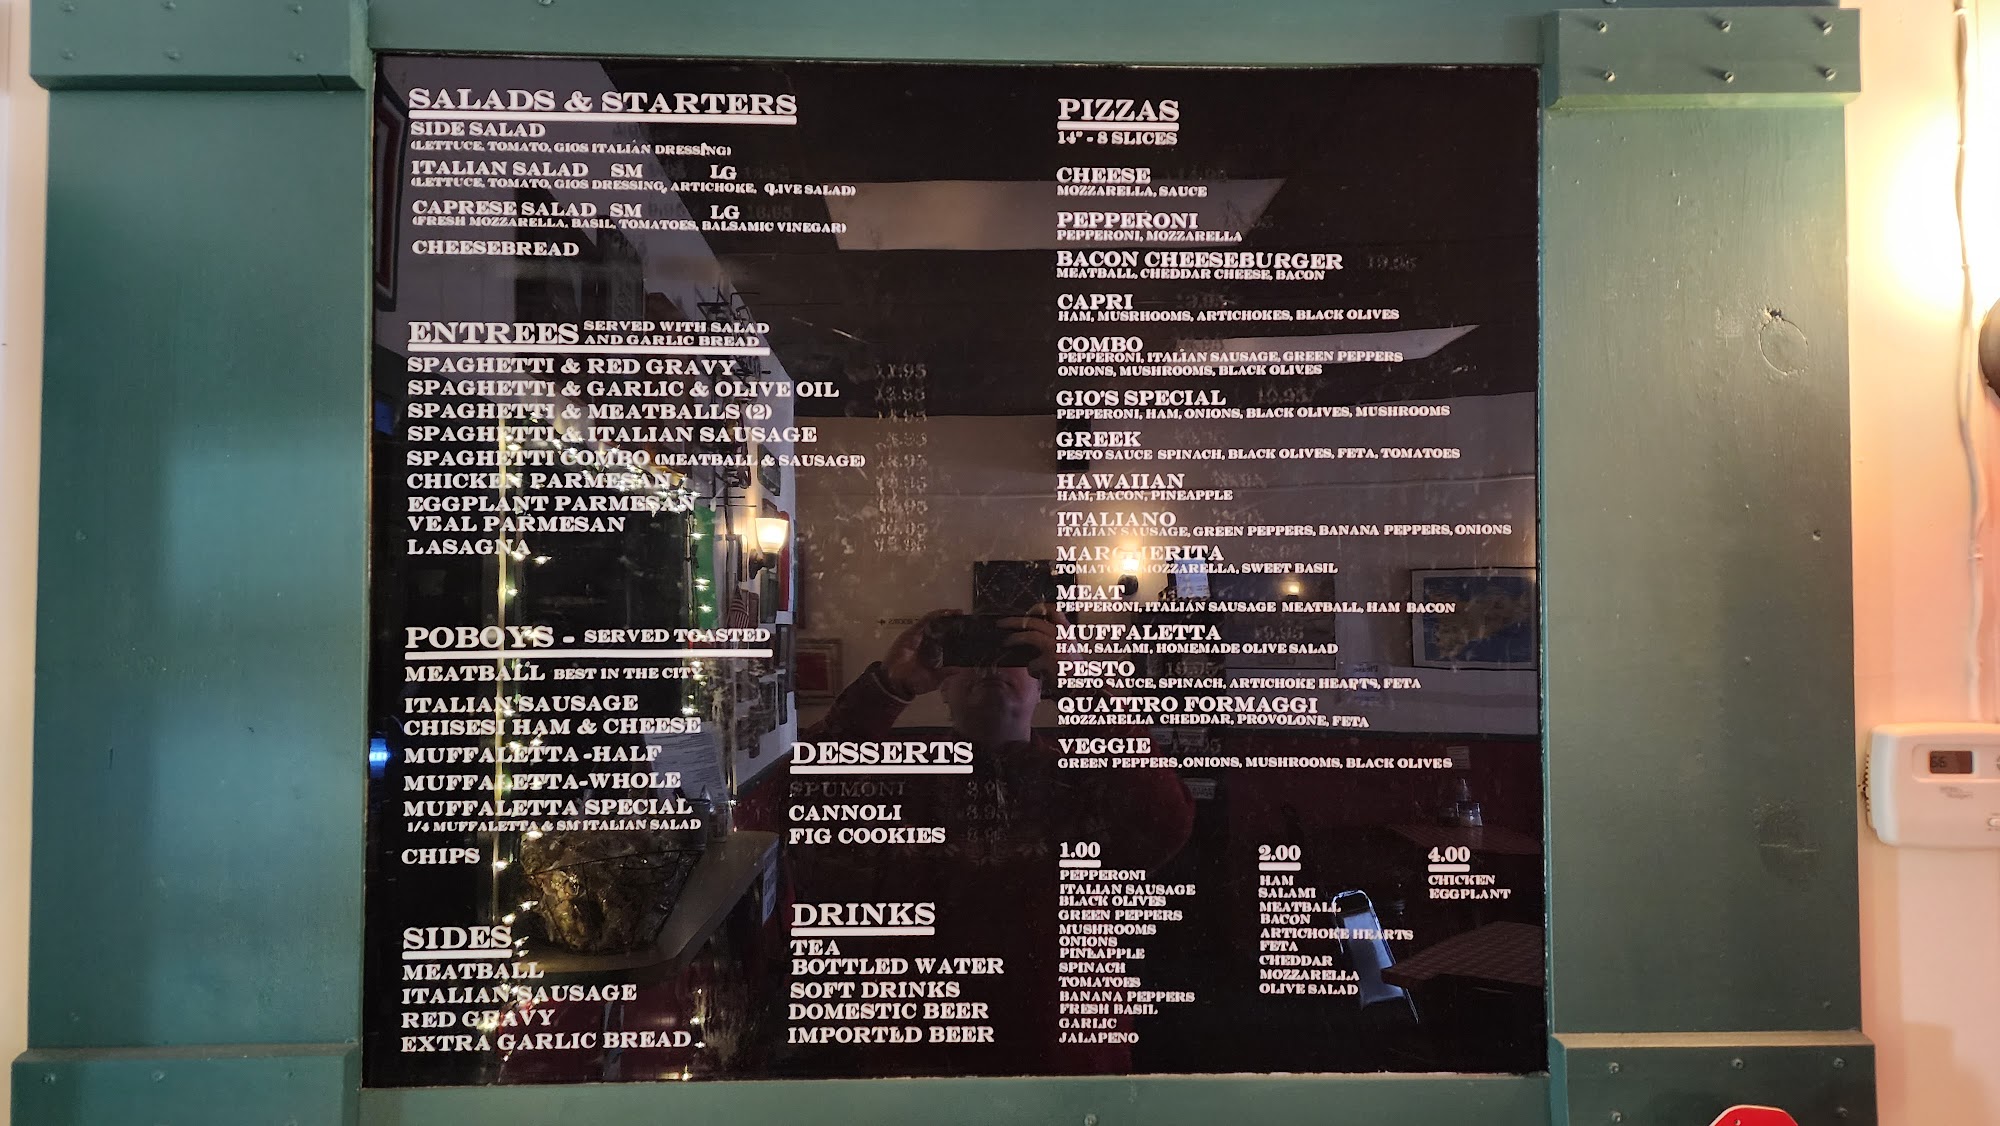 SALADS & STARTERS
SIDE SALAD
(LETTUCE, TOMATO, GIOS ITALIAN DRESSING)
ITALIAN SALAD SM LG
(LETTUCE, TOMATO, GIOS DRESSING, ARTICHOKE, OLIVE SALAD)
CAPRESE SALAD SM LG
(FRESH MOZZARELLA, BASIL, TOMATOES, BALSAMIC VINEGAR)
CHEESEBREAD
ENTREES SERVED WITH SALAD
AND GARLIC BREAD
SPAGHETTI & RED GRAVY 11.95
SPAGHETTI & GARLIC & OLIVE OIL
SPAGHETTI & MEATBALLS (2)
SPAGHETTI & ITALIAN SAUSAGE
SPAGHETTI COMBO (MEATBALL & SAUSAGE)
CHICKEN PARMESAN
EGGPLANT PARMESAN
VEAL PARMESAN
LASAGNA
POBOYS - SERVED TOASTED
MEATBALL BEST IN THE CITY
ITALIAN SAUSAGE
CHISESI HAM & CHEESE
MUFFALETTA-HALF
MUFFALETTA-WHOLE
MUFFALETTA SPECIAL
1/4 MUFFALETTA & SM ITALIAN SALAD
CHIPS
SIDES
MEATBALL
ITALIAN SAUSAGE
RED GRAVY
EXTRA GARLIC BREAD
DESSERTS
SPUMONI
CANNOLI
FIG COOKIES
DRINKS
TEA
BOTTLED WATER
SOFT DRINKS
DOMESTIC BEER
IMPORTED BEER
PIZZAS
14" - 8 SLICES
CHEESE
MOZZARELLA, SAUCE
PEPPERONI
PEPPERONI, MOZZARELLA
BACON CHEESEBURGER
MEATBALL, CHEDDAR CHEESE, BACON
CAPRI
HAM, MUSRHOOMS, ARTICHOKES, BLACK OLIVES
COMBO
PEPPERONI, ITALIAN SAUSAGE, GREEN PEPPERS
ONIONS, MUSHROOMS, BLACK OLIVES
GIO'S SPECIAL
PEPPERONI, HAM, ONIONS, BLACK OLIVES, MUSHROOMS
GREEK
PESTO SAUCE SPINACH, BLACK OLIVES, FETA, TOMATOES
HAWAIIAN
HAM, BACON, PINEAPPLE
ITALIANO
ITALIAN SAUSAGE, GREEN PEPPERS, BANANA PEPPERS, ONIONS
MARGHERITA
TOMATO, MOZZARELLA, SWEET BASIL
MEAT
PEPPERONI, ITALIAN SAUSAGE MEATBALL, HAM BACON
MUFFALETTA
HAM, SALAMI, HOMEMADE OLIVE SALAD
PESTO
PESTO SAUCE, SPINACH, ARTICHOKE HEARTS, FETA
QUATTRO FORMAGGI
MOZZARELLA CHEDDAR, PROVOLONE, FETA
VEGGIE
GREEN PEPPERS, ONIONS, MUSHROOMS, BLACK OLIVES
1.00
PEPPERONI
ITALIAN SAUSAGE
BLACK OLIVES
GREEN PEPPERS
MUSHROOMS
ONIONS
PINEAPPLE
SPINACH
TOMATOES
BANANA PEPPERS
FRESH BASIL
GARLIC
JALAPENO
2.00
HAM
SALAMI
MEATBALL
BACON
ARTICHOKE HEARTS
FETA
CHEDDAR
MOZZARELLA
OLIVE SALAD
4.00
CHICKEN
EGGPLANT